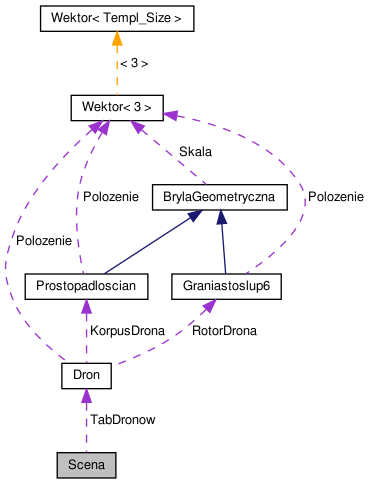 Wektor< Templ_Size >
< 3 >
Wektor< 3 >
Skala
BrylaGeometryczna
Polozenie
Polozenie
Polozenie
Prostopadloscian
Graniastoslup6
KorpusDrona
RotorDrona
Dron
TabDronow
Scena